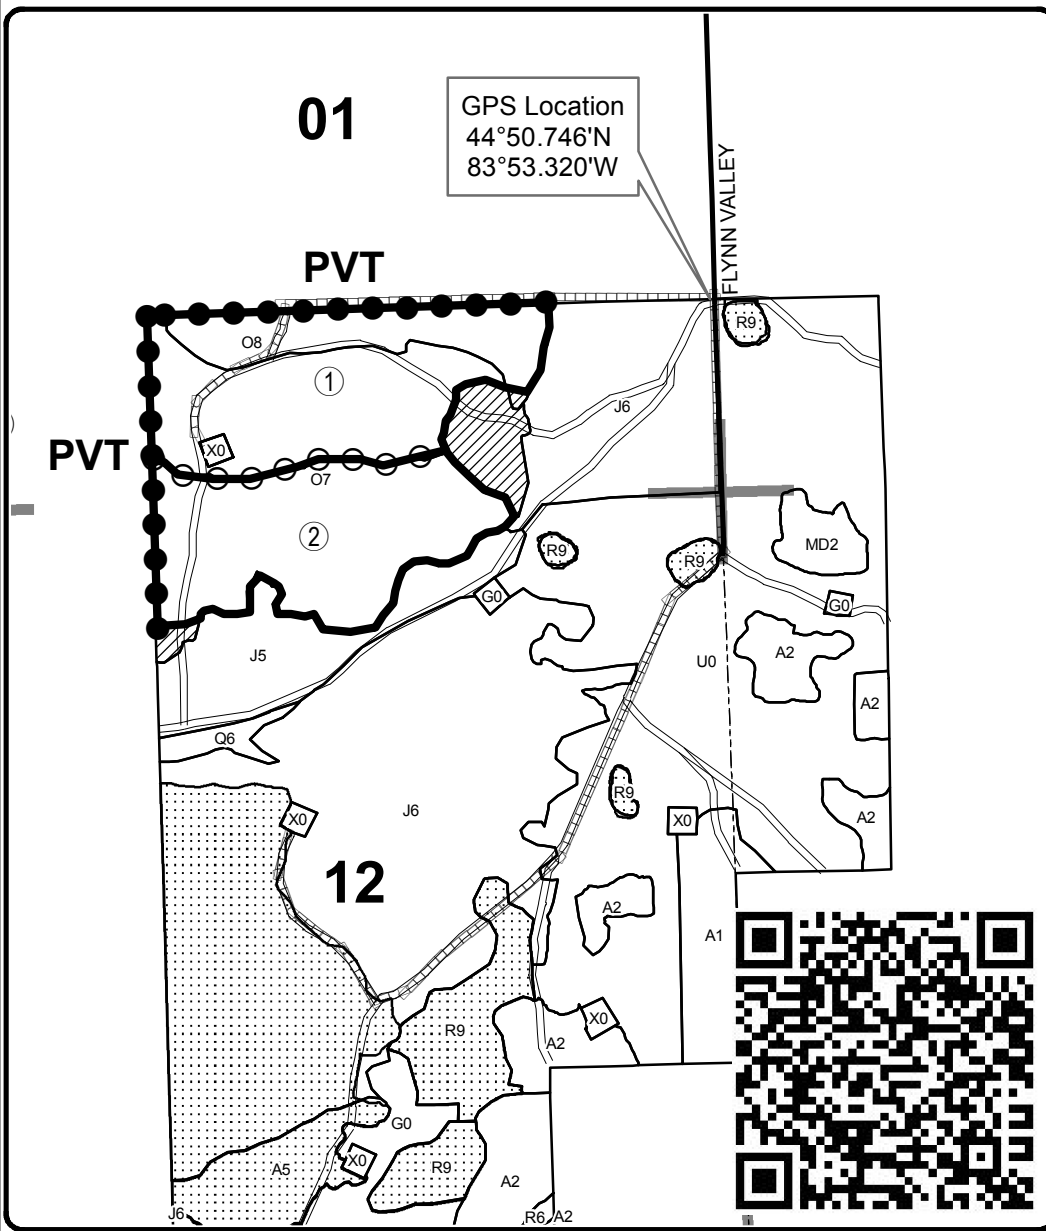 01
GPS Location
44°50.746'N
83°53.320'W
FLYNN VALLEY
PVT
R9
O8
1
J6
X0
PVT
O7
2
R9
R9
MD2
G0
G0
J5
U0
A2
A2
Q6
R9
J6
X0
X0
A2
12
A2
A1
R9
X0
A2
G0
X0
A5
R9
A2
J6
R6
A2